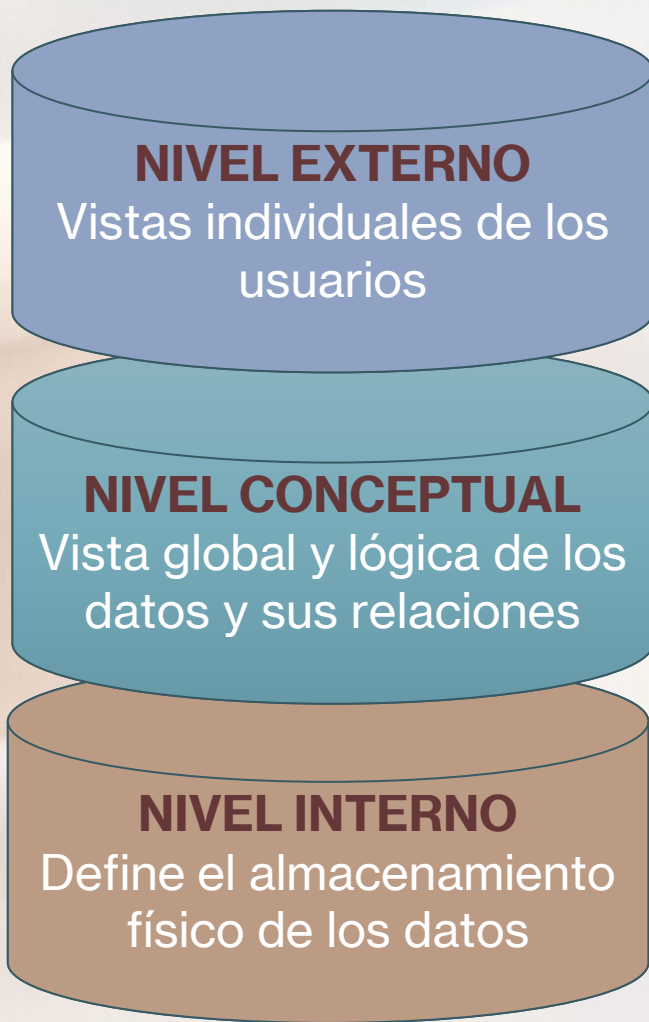 NIVEL EXTERNO
Vistas individuales de los
usuarios
NIVEL CONCEPTUAL
Vista global y lógica de los
datos y sus relaciones
NIVEL INTERNO
Define el almacenamiento
físico de los datos